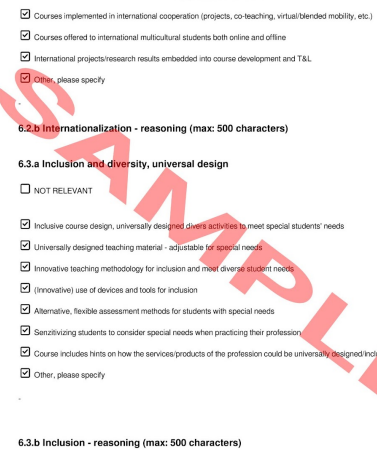 Courses implemented in international cooperation (projects, co-teaching, virtual/blended mobility, etc.)
Courses offered to international multicultural students both online and offline
International projects/research results embedded into course development and T&L
Other, please specify
-
6.2.b Internationalization - reasoning (max: 500 characters)
6.3.a Inclusion and diversity, universal design
NOT RELEVANT
Inclusive course design, universally designed divers activities to meet special students' needs
Universally designed teaching material - adjustable for special needs
Innovative teaching methodology for inclusion and meet diverse student needs
(Innovative) use of devices and tools for inclusion
Alternative, flexible assessment methods for students with special needs
Senzitivizing students to consider special needs when practicing their profession
Course includes hints on how the services/products of the profession could be universally designed/inclu
Other, please specify
-
6.3.b Inclusion - reasoning (max: 500 characters)
SAMPLE